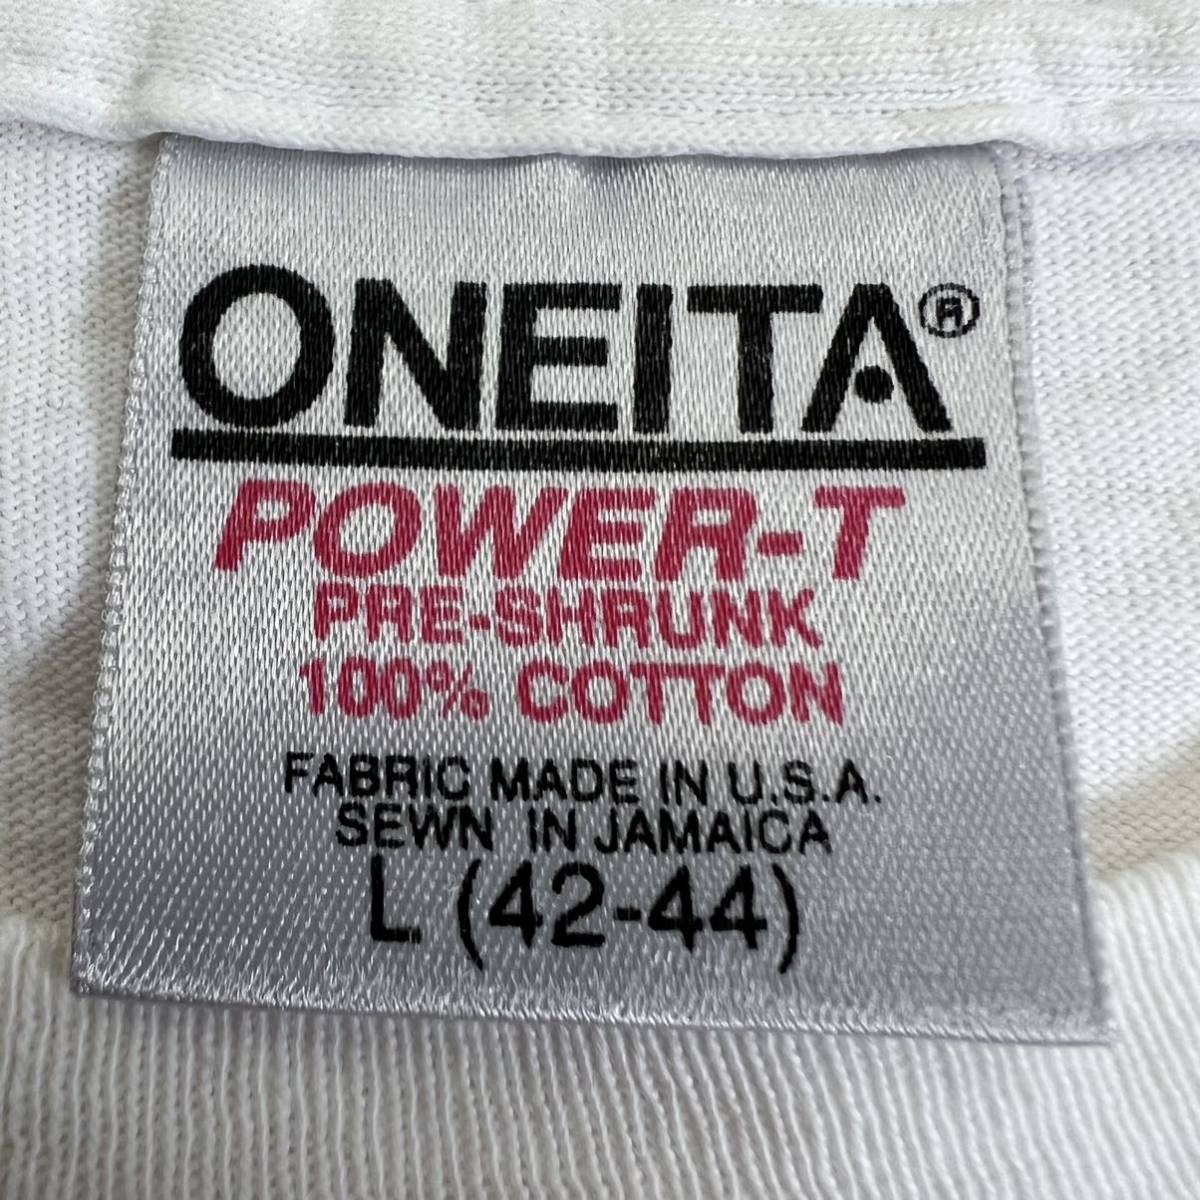 ONEITA®
POWER-T
PRE-SHRUNK
100% COTTON
FABRIC MADE IN U.S.A.
SEWN IN JAMAICA
L (42-44)